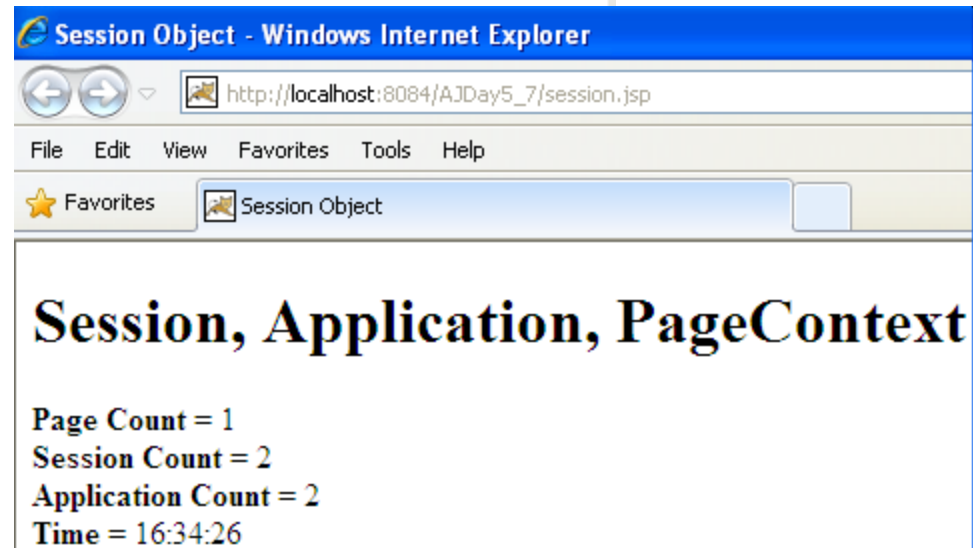 Session Object - Windows Internet Explorer
http://localhost:8084/AJDay5_7/session.jsp
File Edit View Favorites Tools Help
Favorites Session Object
Session, Application, PageContext
Page Count = 1
Session Count = 2
Application Count = 2
Time = 16:34:26